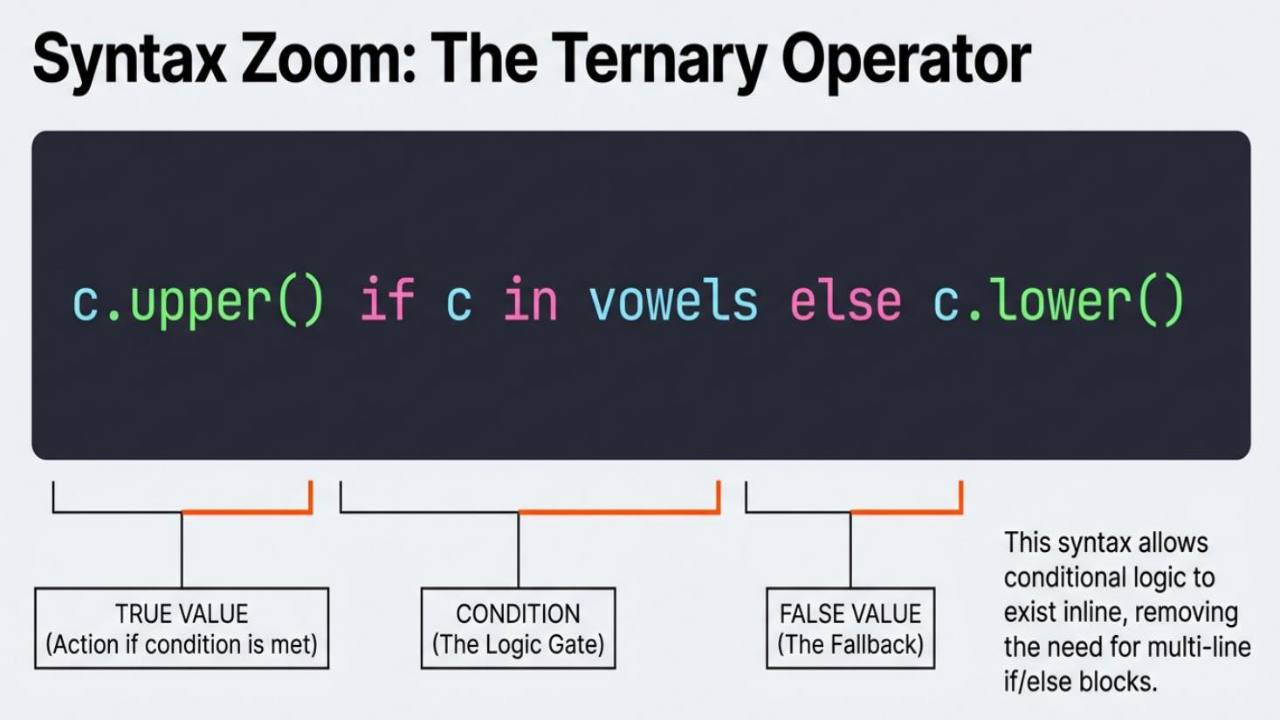 Syntax Zoom: The Ternary Operator
c.upper() if c in vowels else c.lower()
TRUE VALUE
(Action if condition is met)
CONDITION
(The Logic Gate)
FALSE VALUE
(The Fallback)
This syntax allows
conditional logic to
exist inline, removing
the need for multi-line
if/else blocks.